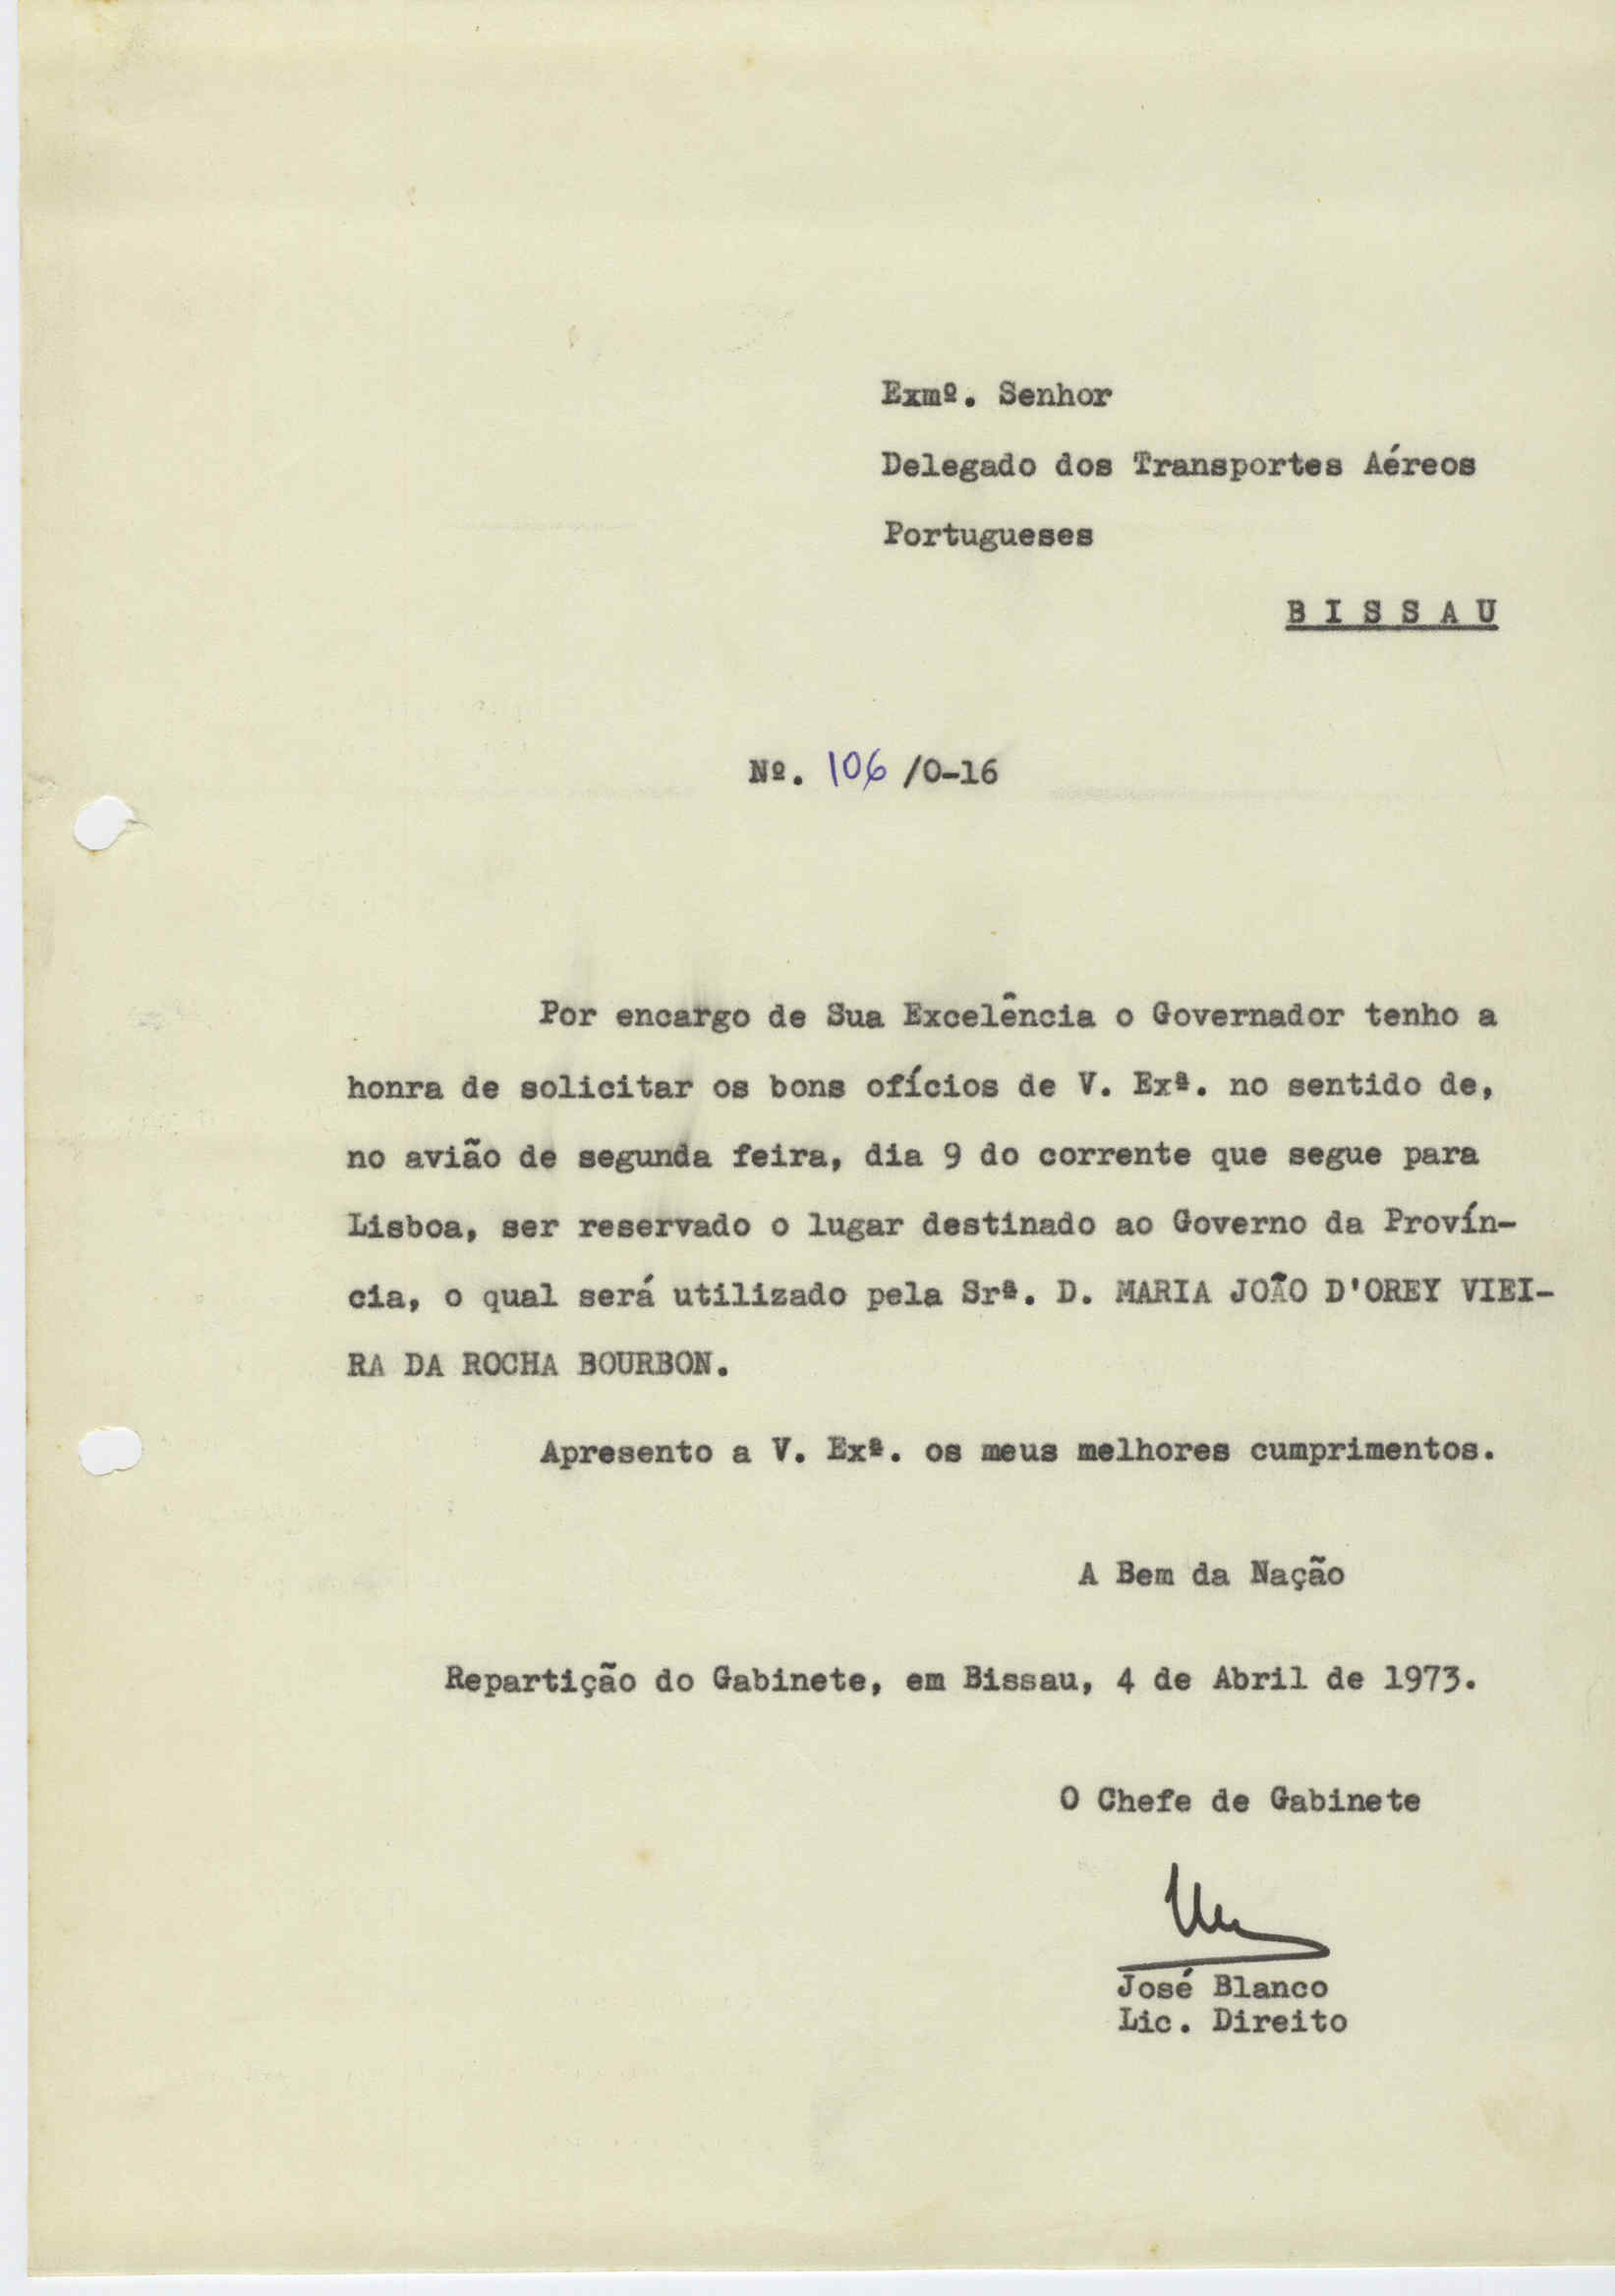 Exmº. Senhor
Delegado dos Transportes Aéreos
Portugueses
B I S S A U
Nº. 106 /0-16
Por encargo de Sua Excelência o Governador tenho a
honra de solicitar os bons ofícios de V. Exª. no sentido de,
no avião de segunda feira, dia 9 do corrente que segue para
Lisboa, ser reservado o lugar destinado ao Governo da Provín-
cia, o qual será utilizado pela Srª. D. MARIA JOÃO D'OREY VIEI-
RA DA ROCHA BOURBON.
Apresento a V. Exª. os meus melhores cumprimentos.
A Bem da Nação
Repartição do Gabinete, em Bissau, 4 de Abril de 1973.
O Chefe de Gabinete
José Blanco
Lic. Direito